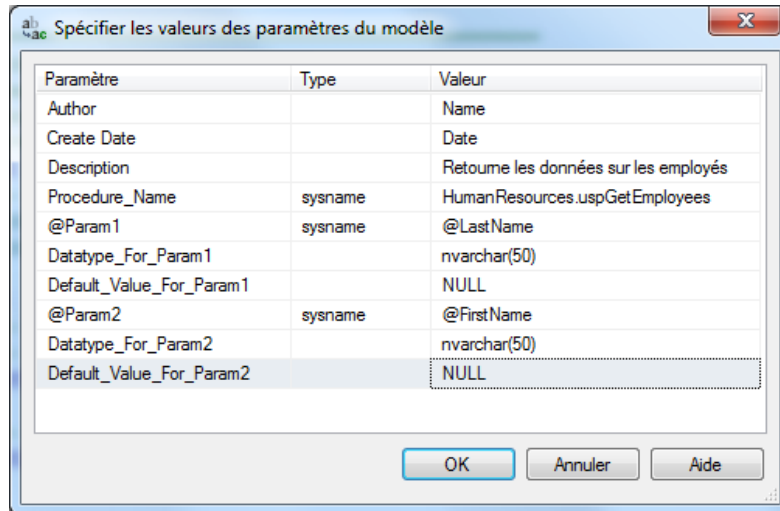 Spécifier les valeurs des paramètres du modèle
Paramètre Type Valeur
Author Name
Create Date Date
Description Retourne les données sur les employés
Procedure_Name sysname HumanResources.uspGetEmployees
@Param1 sysname @LastName
Datatype_For_Param1 nvarchar(50)
Default_Value_For_Param1 NULL
@Param2 sysname @FirstName
Datatype_For_Param2 nvarchar(50)
Default_Value_For_Param2 NULL
OK Annuler Aide